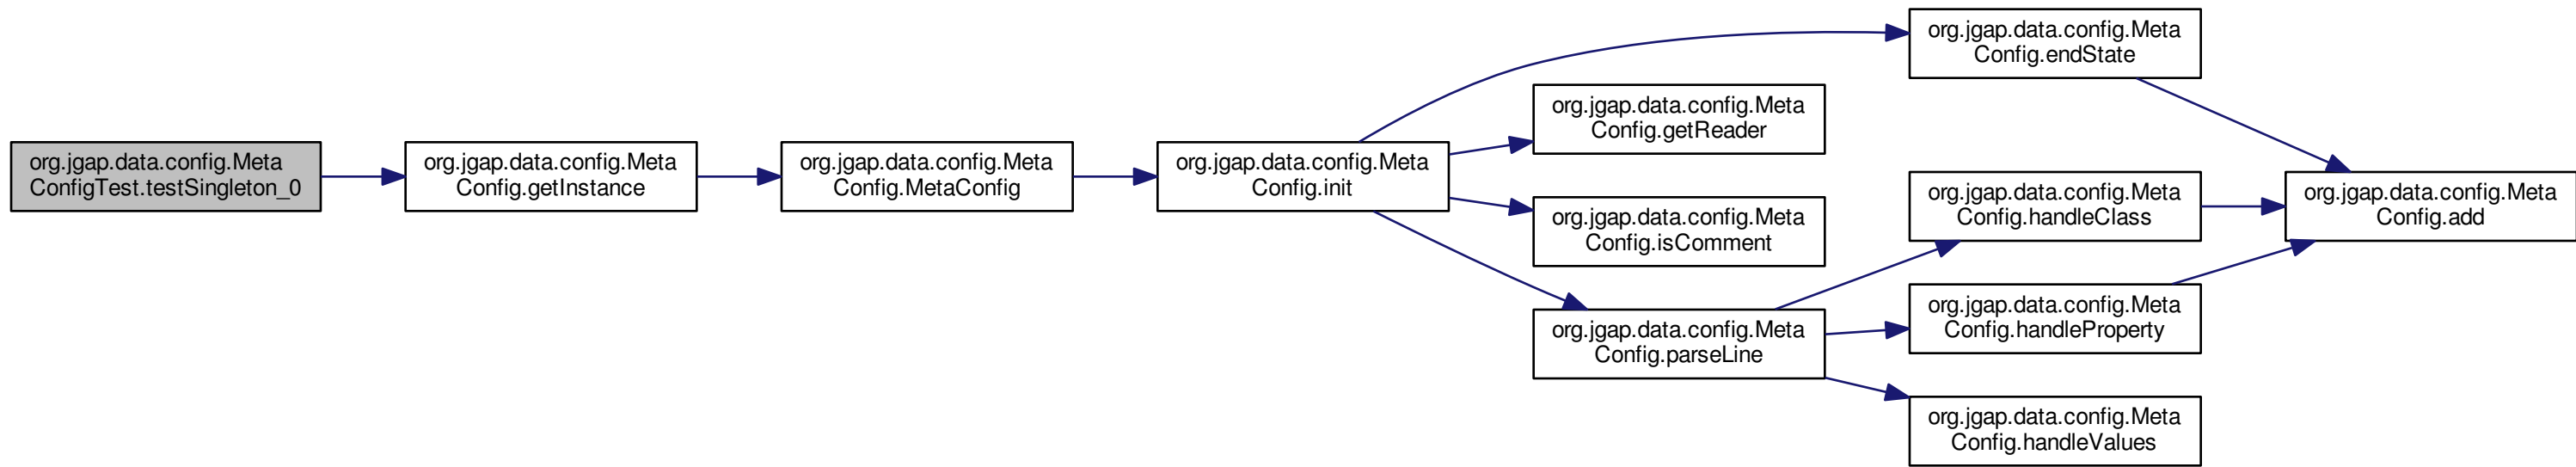 org.jgap.data.config.Meta
ConfigTest.testSingleton_0
org.jgap.data.config.Meta
Config.getInstance
org.jgap.data.config.Meta
Config.MetaConfig
org.jgap.data.config.Meta
Config.init
org.jgap.data.config.Meta
Config.endState
org.jgap.data.config.Meta
Config.getReader
org.jgap.data.config.Meta
Config.isComment
org.jgap.data.config.Meta
Config.parseLine
org.jgap.data.config.Meta
Config.handleClass
org.jgap.data.config.Meta
Config.handleProperty
org.jgap.data.config.Meta
Config.handleValues
org.jgap.data.config.Meta
Config.add